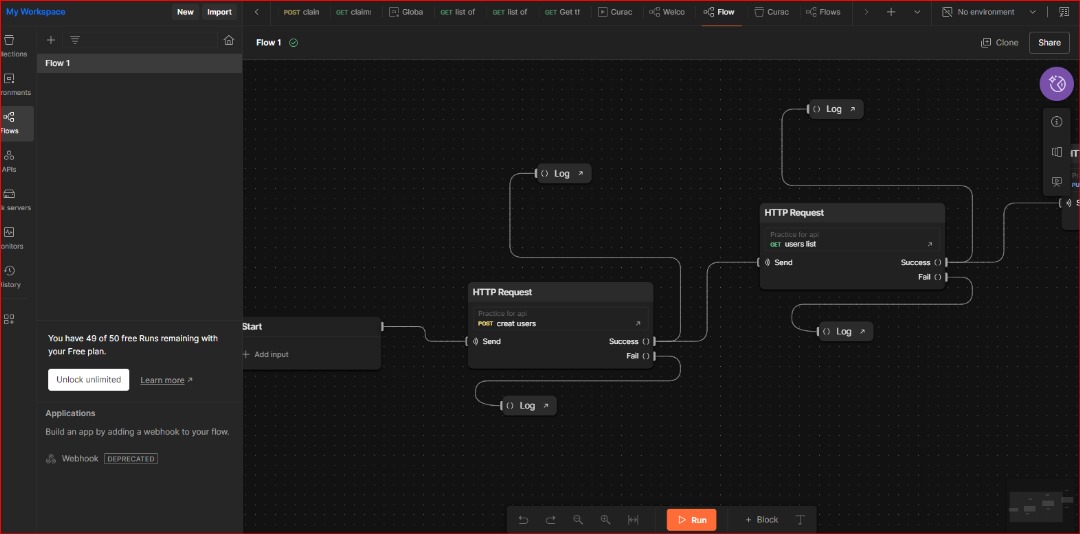 My Workspace New Import
POST clain GET claim: Globa GET list of GET list of GET Get tl Curac Welco Flow Curac Flows No environment
Flow 1 Clone Share
Flow 1
lections
ronments
Flows
APIs
k servers
onitors
History
Log
Log
HTTP Request
Practice for api
GET users list
Send Success
Fail
Log
HTTP Request
Practice for api
POST creat users
Send Success
Fail
Log
Start
Add input
You have 49 of 50 free Runs remaining with
your Free plan.
Unlock unlimited Learn more
Applications
Build an app by adding a webhook to your flow.
Webhook DEPRECATED
Run + Block T